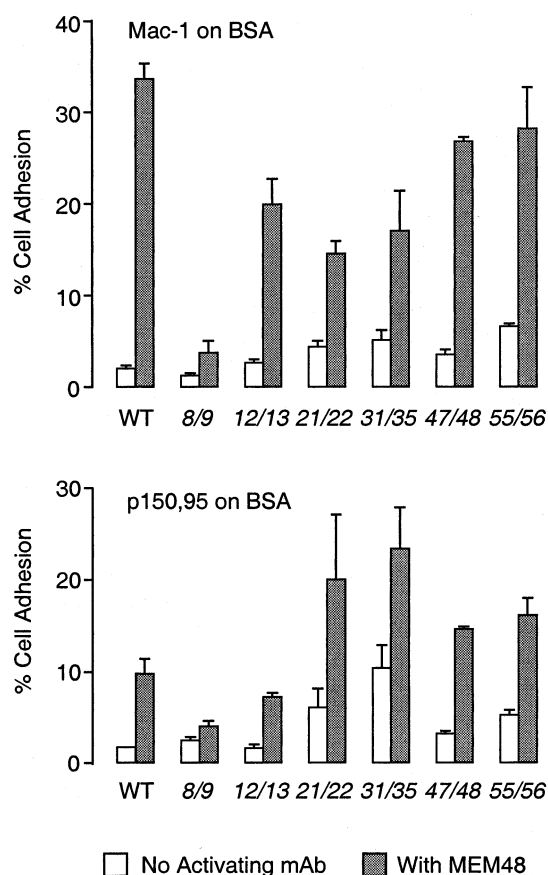 Mac-1 on BSA
% Cell Adhesion
40
30
20
10
0
WT 8/9 12/13 21/22 31/35 47/48 55/56
p150,95 on BSA
% Cell Adhesion
30
20
10
0
WT 8/9 12/13 21/22 31/35 47/48 55/56
No Activating mAb With MEM48